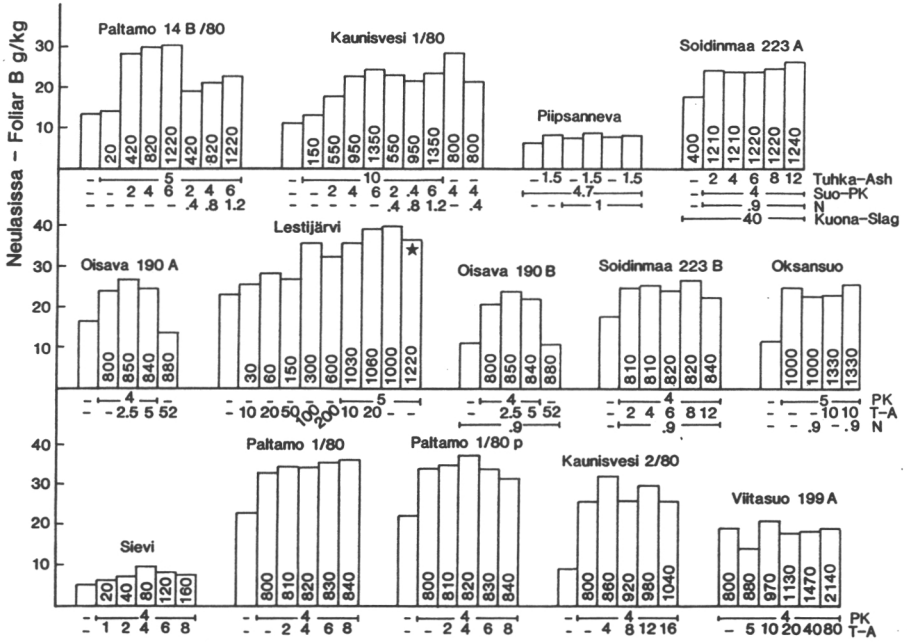 Neulasissa – Foliar B g/kg
Paltamo 14 B/80
Kaunisvesi 1/80
Piipsanneva
Soidinmaa 223 A
30
20
10
20 420 820 1220 420 820 1220
150 550 950 1350 550 950 1350 800 800
400 1210 1210 1220 1220 1240
- 5
- - 2 4 6 2 4 6
- - - - - .4 .8 1.2
- 10
- - 2 4 6 2 4 6 4 4
- - - - - .4 .8 1.2 - .4
- 1.5 - 1.5 - 1.5
4.7
- - 1
- 2 4 6 8 12 Tuhka-Ash
- 4 Suo-PK
- .9 N
40 Kuona-Slag
40
30
20
10
Oisava 190 A
Lestijärvi
Oisava 190 B
Soidinmaa 223 B
Oksansuo
800 850 840 880
30 60 150 300 600 1030 1060 1000 1220
★
800 850 840 880
810 810 820 820 840
1000 1000 1330 1330
- 4 -
- - 2.5 5 52
- 5
- 10 20 50 100 200 10 20 - -
- 4 -
- - 2.5 5 52
.9
- 4
- 2 4 6 8 12
- .9
- 5 PK
- - - 10 10 T-A
- - .9 - .9 N
40
30
20
10
Sievi
Paltamo 1/80
Paltamo 1/80 p
Kaunisvesi 2/80
Viitasuo 199 A
20 40 80 120 160
800 810 820 830 840
800 810 820 830 840
800 860 920 980 1040
800 880 970 1130 1470 2140
- 4
- 1 2 4 6 8
- 4
- - 2 4 6 8
- 4
- - 2 4 6 8
- 4
- - 4 8 12 16
4 PK
- 5 10 20 40 80 T-A